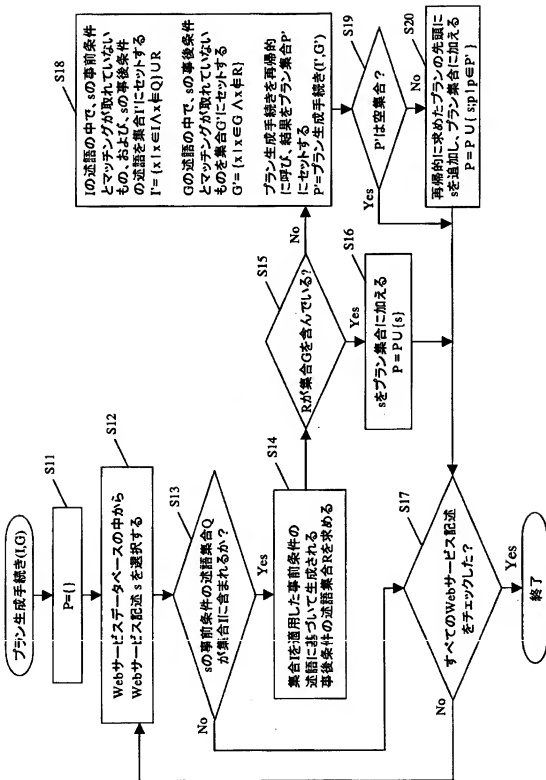 プラン生成手続き(I,G)
S11
P={}
S12
Webサービスデータベースの中から
Webサービス記述 s を選択する
S13
sの事前条件の述語集合Q
が集合Iに含まれるか？
No
Yes
S14
集合Iを適用した事前条件の
述語に基づいて生成される
事後条件の述語集合Rを求める
S15
Rが集合Gを含んでいる?
No
Yes
S16
sをプラン集合に加える
P = P∪{s}
S17
すべてのWebサービス記述
をチェックした？
No
Yes
終了
S18
Iの述語の中で、sの事前条件
とマッチングが取れていない
もの、および、sの事後条件
の述語を集合I'にセットする
I'= {x | x∈I∧x∉Q}∪R
Gの述語の中で、sの事後条件
とマッチングが取れていない
ものを集合G'にセットする
G'= {x | x∈G ∧x∉R}
プラン生成手続きを再帰的
に呼び、結果をプラン集合P'
にセットする
P'=プラン生成手続き(I',G')
S19
P'は空集合？
Yes
No
S20
再帰的に求めたプランの先頭に
sを追加し、プラン集合に加える
P = P ∪{ s;p | p∈P' }